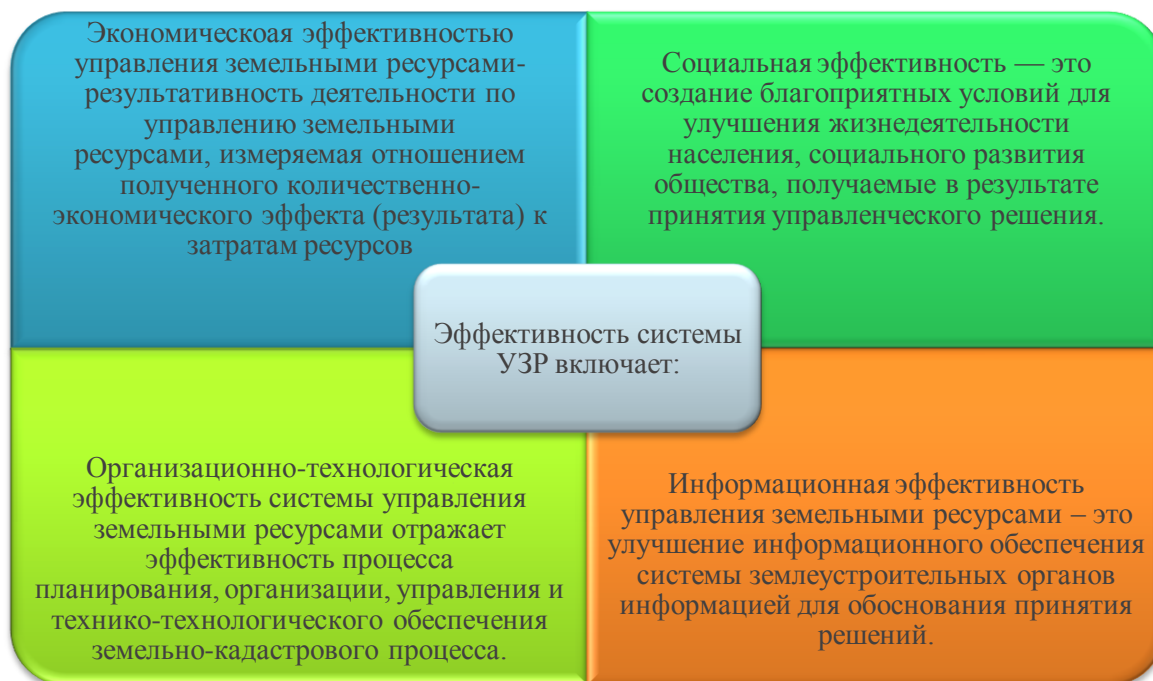 Экономическоая эффективностью
управления земельными ресурсами-
результативность деятельности по
управлению земельными
ресурсами, измеряемая отношением
полученного количественно-
экономического эффекта (результата) к
затратам ресурсов
Социальная эффективность — это
создание благоприятных условий для
улучшения жизнедеятельности
населения, социального развития
общества, получаемые в результате
принятия управленческого решения.
Эффективность системы
УЗР включает:
Организационно-технологическая
эффективность системы управления
земельными ресурсами отражает
эффективность процесса
планирования, организации, управления и
технико-технологического обеспечения
земельно-кадастрового процесса.
Информационная эффективность
управления земельными ресурсами – это
улучшение информационного обеспечения
системы землеустроительных органов
информацией для обоснования принятия
решений.